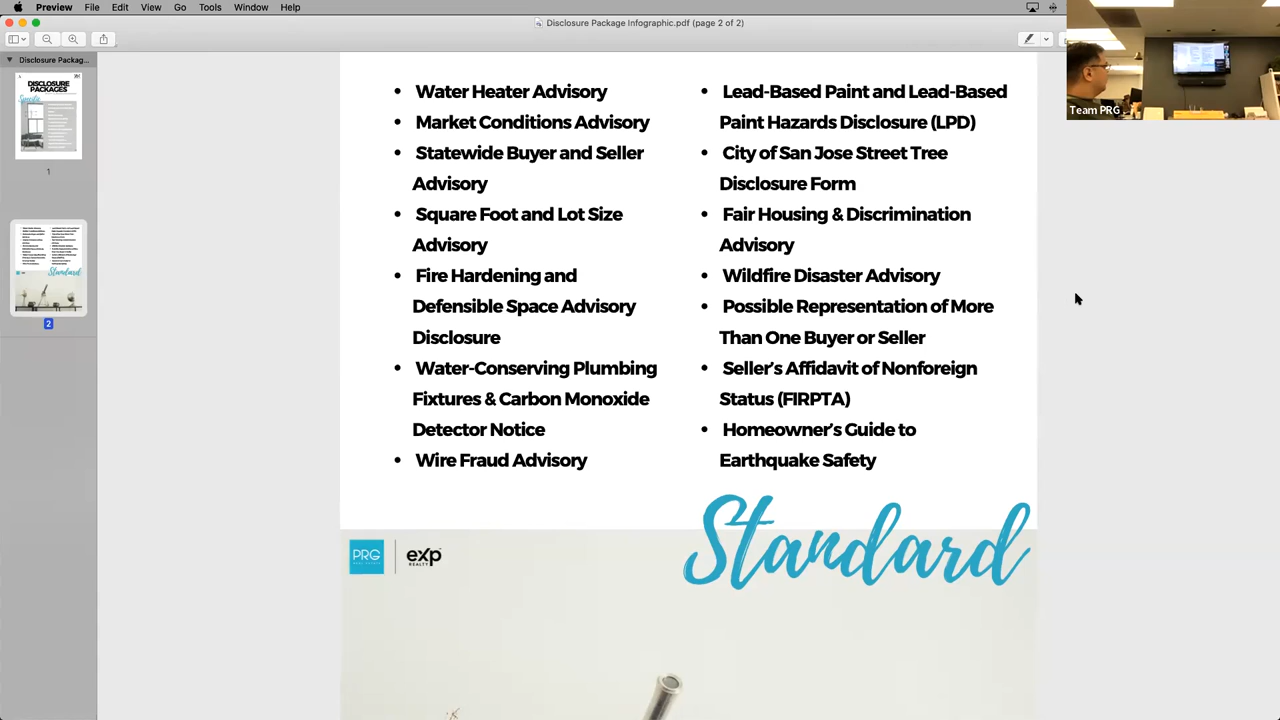 Preview File Edit View Go Tools Window Help
Disclosure Package Infographic.pdf (page 2 of 2)
Disclosure Packag...
DISCLOSURE
PACKAGES
Specific
1
Standard
2
Team PRG
• Water Heater Advisory
• Market Conditions Advisory
• Statewide Buyer and Seller
Advisory
• Square Foot and Lot Size
Advisory
• Fire Hardening and
Defensible Space Advisory
Disclosure
• Water-Conserving Plumbing
Fixtures & Carbon Monoxide
Detector Notice
• Wire Fraud Advisory
• Lead-Based Paint and Lead-Based
Paint Hazards Disclosure (LPD)
• City of San Jose Street Tree
Disclosure Form
• Fair Housing & Discrimination
Advisory
• Wildfire Disaster Advisory
• Possible Representation of More
Than One Buyer or Seller
• Seller's Affidavit of Nonforeign
Status (FIRPTA)
• Homeowner's Guide to
Earthquake Safety
Standard
PRG
exp
REALTY